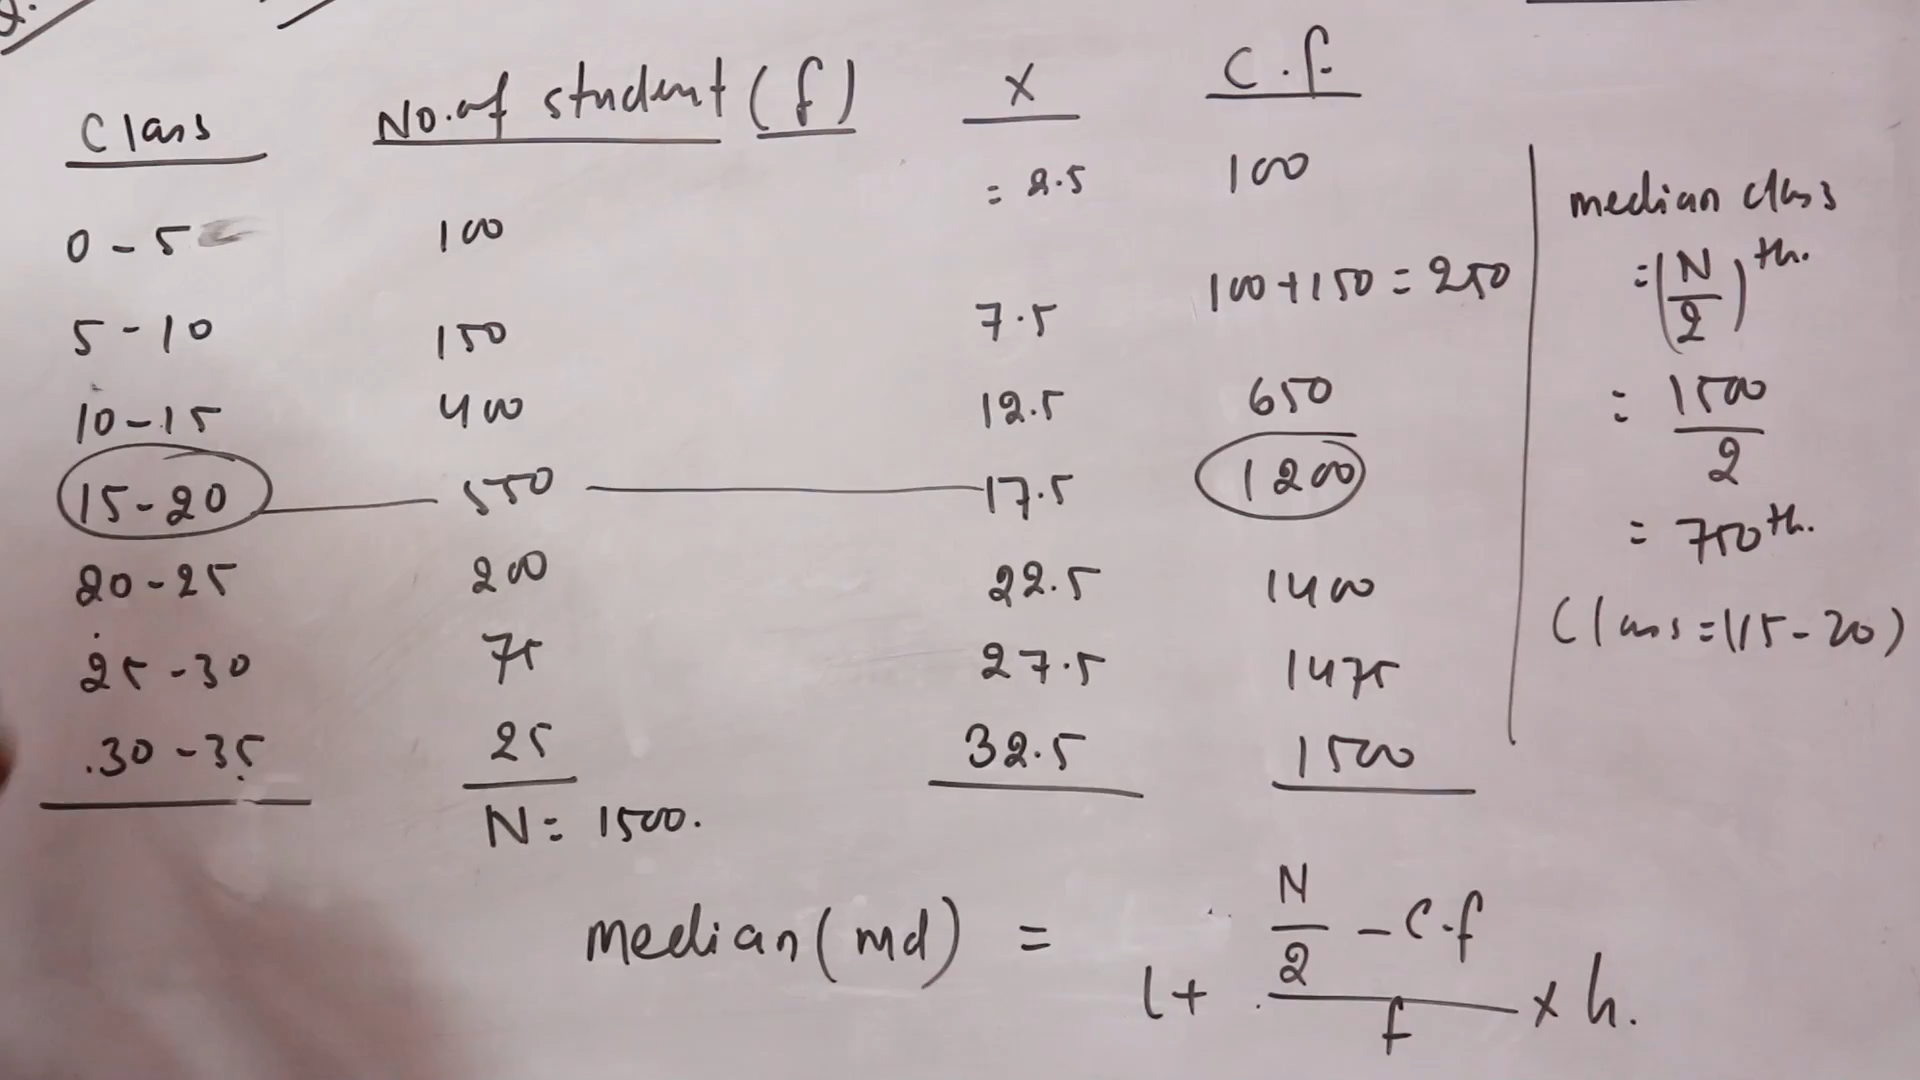 Class No. of student (f) X C.f.
0-5 100 = 2.5 100
5-10 150 7.5 100+150 = 250
10-15 400 12.5 650
15-20 550 17.5 1200
20-25 200 22.5 1400
25-30 75 27.5 1475
30-35 25 32.5 1500
N = 1500.
median class
= (N/2)th.
= 1500/2
= 750th.
(Class = 15-20)
median (md) = l + (N/2 - C.f)/f × h.